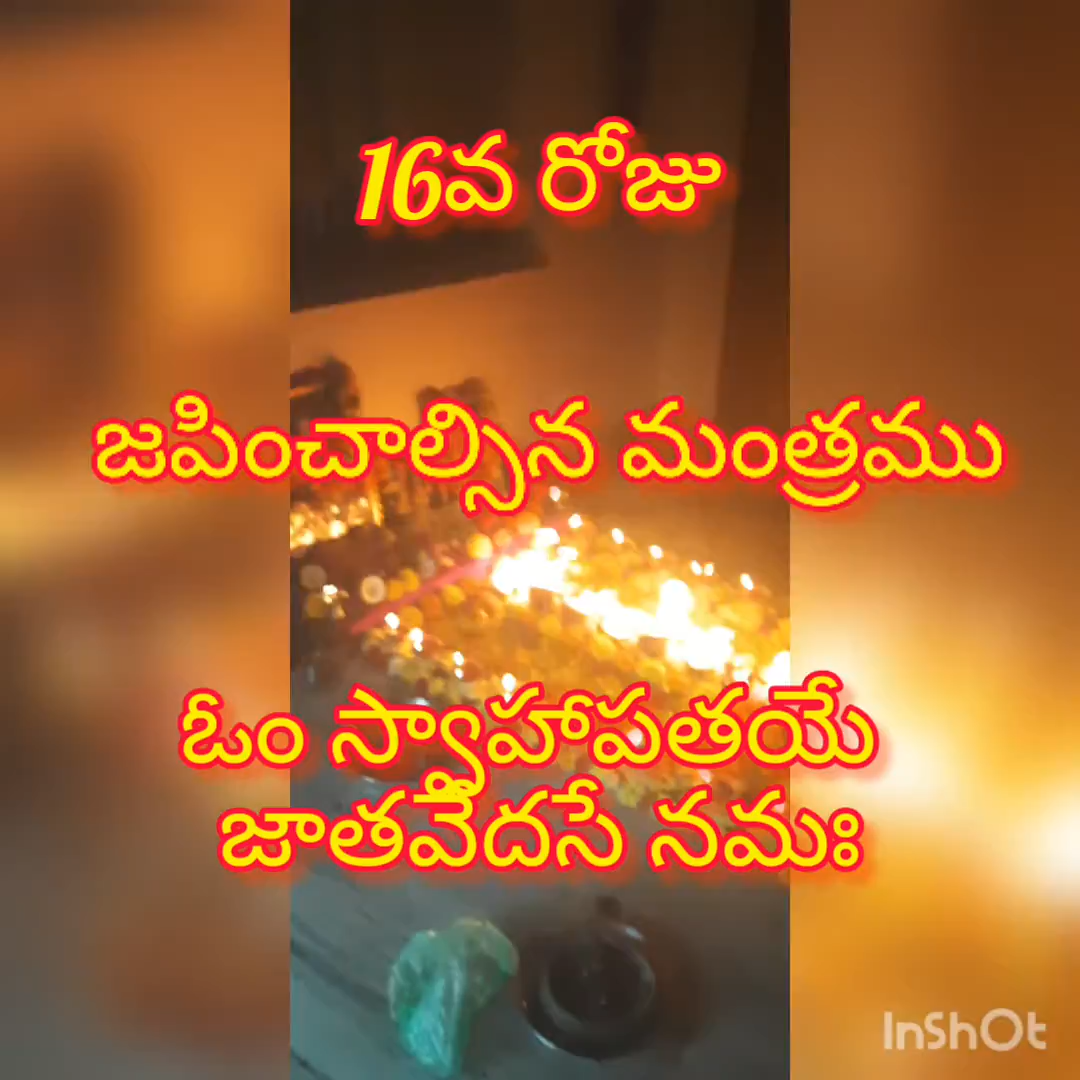 16వ రోజు
జపించాల్సిన మంత్రము
ఓం స్వాహాపతయే
జాతవేదసే నమః
InShOt